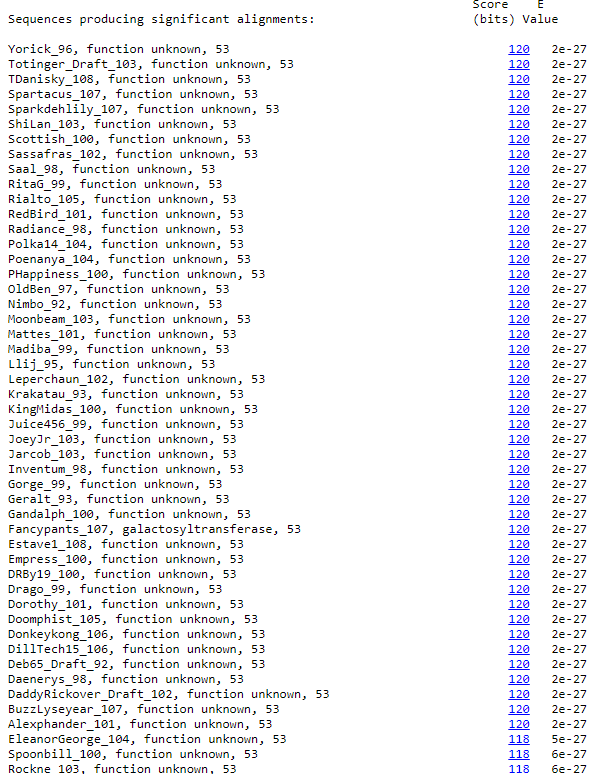 Score E
Sequences producing significant alignments: (bits) Value
Yorick_96, function unknown, 53 120 2e-27
Totinger_Draft_103, function unknown, 53 120 2e-27
TDanisky_108, function unknown, 53 120 2e-27
Spartacus_107, function unknown, 53 120 2e-27
Sparkdehlily_107, function unknown, 53 120 2e-27
ShiLan_103, function unknown, 53 120 2e-27
Scottish_100, function unknown, 53 120 2e-27
Sassafras_102, function unknown, 53 120 2e-27
Saal_98, function unknown, 53 120 2e-27
RitaG_99, function unknown, 53 120 2e-27
Rialto_105, function unknown, 53 120 2e-27
RedBird_101, function unknown, 53 120 2e-27
Radiance_98, function unknown, 53 120 2e-27
Polka14_104, function unknown, 53 120 2e-27
Poenanya_104, function unknown, 53 120 2e-27
PHappiness_100, function unknown, 53 120 2e-27
OldBen_97, function unknown, 53 120 2e-27
Nimbo_92, function unknown, 53 120 2e-27
Moonbeam_103, function unknown, 53 120 2e-27
Mattes_101, function unknown, 53 120 2e-27
Madiba_99, function unknown, 53 120 2e-27
Llij_95, function unknown, 53 120 2e-27
Leperchaun_102, function unknown, 53 120 2e-27
Krakatau_93, function unknown, 53 120 2e-27
KingMidas_100, function unknown, 53 120 2e-27
Juice456_99, function unknown, 53 120 2e-27
JoeyJr_103, function unknown, 53 120 2e-27
Jarcob_103, function unknown, 53 120 2e-27
Inventum_98, function unknown, 53 120 2e-27
Gorge_99, function unknown, 53 120 2e-27
Geralt_93, function unknown, 53 120 2e-27
Gandalph_100, function unknown, 53 120 2e-27
Fancypants_107, galactosyltransferase, 53 120 2e-27
Estave1_108, function unknown, 53 120 2e-27
Empress_100, function unknown, 53 120 2e-27
DRBy19_100, function unknown, 53 120 2e-27
Drago_99, function unknown, 53 120 2e-27
Dorothy_101, function unknown, 53 120 2e-27
Doomphist_105, function unknown, 53 120 2e-27
Donkeykong_106, function unknown, 53 120 2e-27
DillTech15_106, function unknown, 53 120 2e-27
Deb65_Draft_92, function unknown, 53 120 2e-27
Daenerys_98, function unknown, 53 120 2e-27
DaddyRickover_Draft_102, function unknown, 53 120 2e-27
BuzzLyseyear_107, function unknown, 53 120 2e-27
Alexphander_101, function unknown, 53 120 2e-27
EleanorGeorge_104, function unknown, 53 118 5e-27
Spoonbill_100, function unknown, 53 118 6e-27
Rockne_103, function unknown, 53 118 6e-27